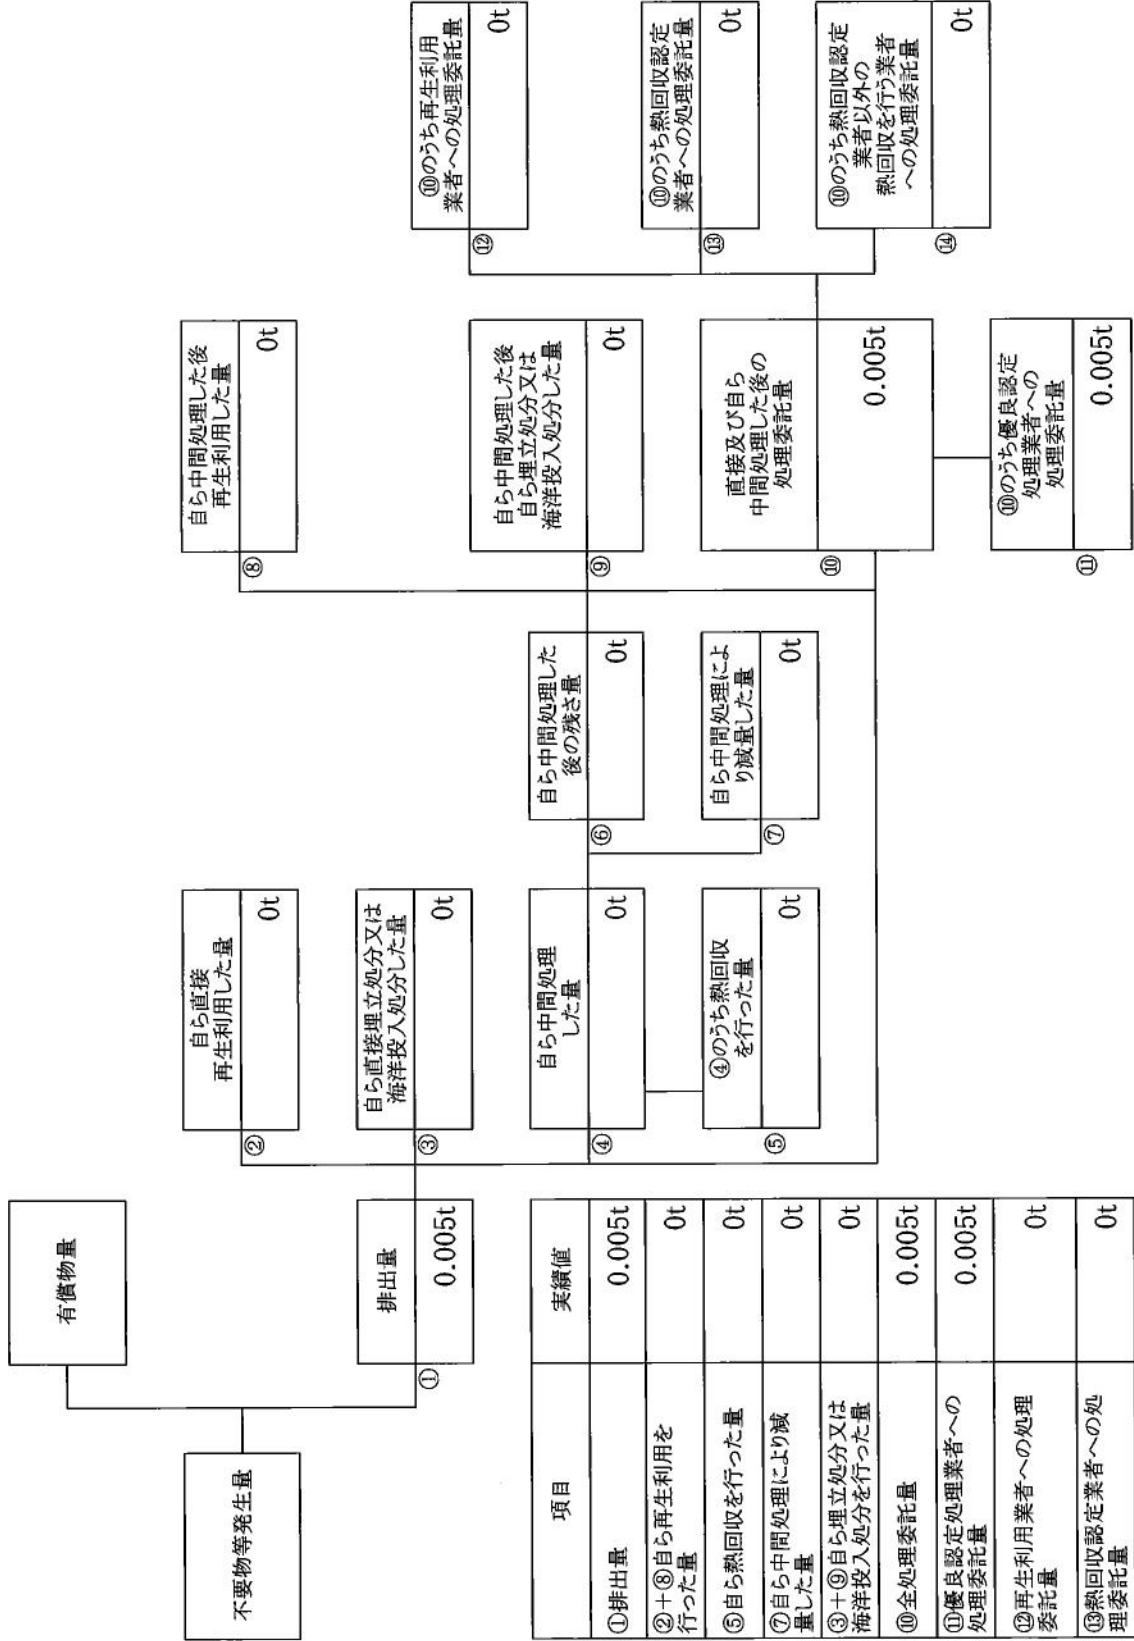 不要物等発生量
有償物量
①
排出量
0.005t
②
自ら直接
再生利用した量
0t
③
自ら直接埋立処分又は
海洋投入処分した量
0t
④
自ら中間処理
した量
0t
⑤
④のうち熱回収
を行った量
0t
⑥
自ら中間処理した
後の残さ量
0t
⑦
自ら中間処理によ
り減量した量
0t
⑧
自ら中間処理した後
再生利用した量
0t
⑨
自ら中間処理した後
自ら埋立処分又は
海洋投入処分した量
0t
⑩
直接及び自ら
中間処理した後の
処理委託量
0.005t
⑪
⑩のうち優良認定
処理業者への
処理委託量
0.005t
⑫
⑩のうち再生利用
業者への処理委託量
0t
⑬
⑩のうち熱回収認定
業者への処理委託量
0t
⑭
⑩のうち熱回収認定
業者以外の
熱回収を行う業者
への処理委託量
0t
項目
実績値
①排出量
0.005t
②+⑧自ら再生利用を
行った量
0t
⑤自ら熱回収を行った量
0t
⑦自ら中間処理により減
量した量
0t
③+⑨自ら埋立処分又は
海洋投入処分を行った量
0t
⑩全処理委託量
0.005t
⑪優良認定処理業者への
処理委託量
0.005t
⑫再生利用業者への処理
委託量
0t
⑬熱回収認定業者への処
理委託量
0t